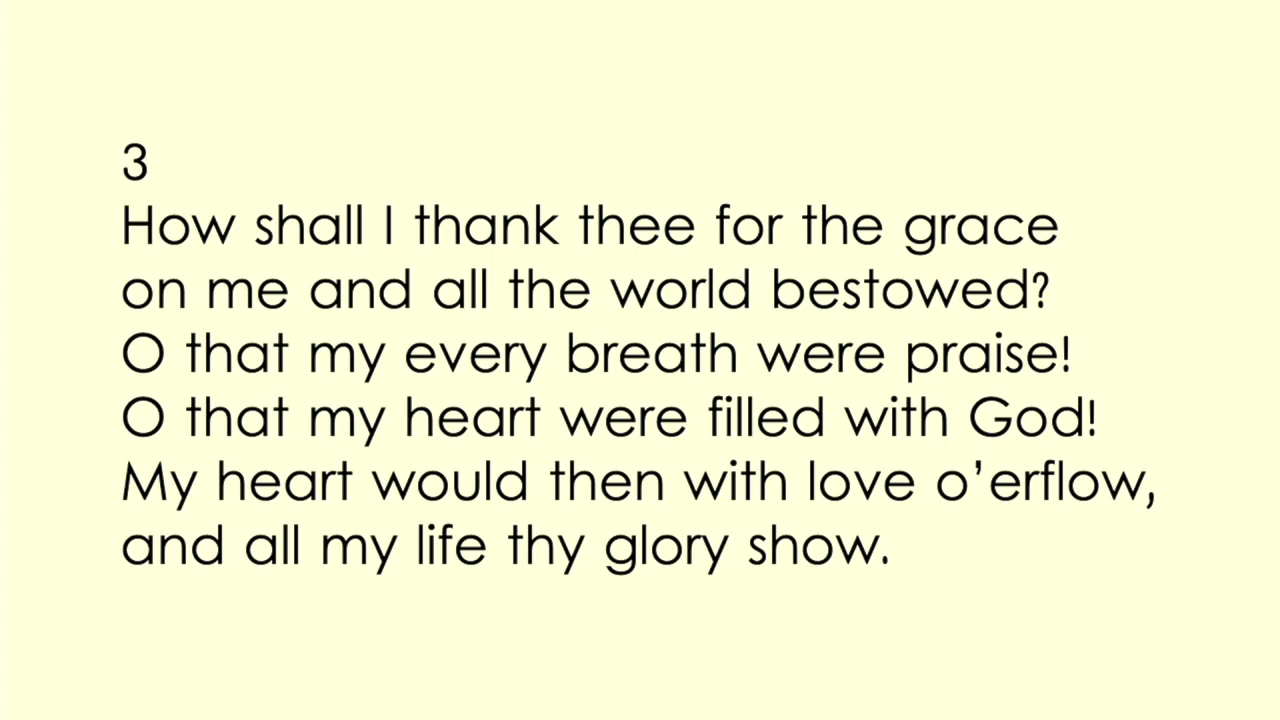 3
How shall I thank thee for the grace
on me and all the world bestowed?
O that my every breath were praise!
O that my heart were filled with God!
My heart would then with love o’erflow,
and all my life thy glory show.